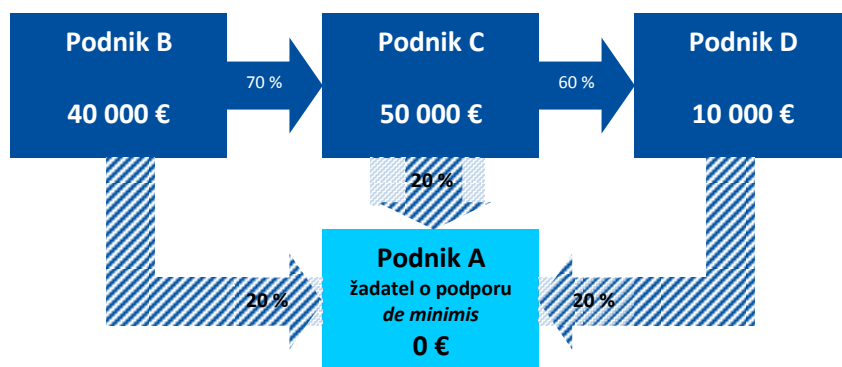 Podnik B
40 000 €
70 %
Podnik C
50 000 €
60 %
Podnik D
10 000 €
20 %
Podnik A
žadatel o podporu
de minimis
0 €
20 %
20 %